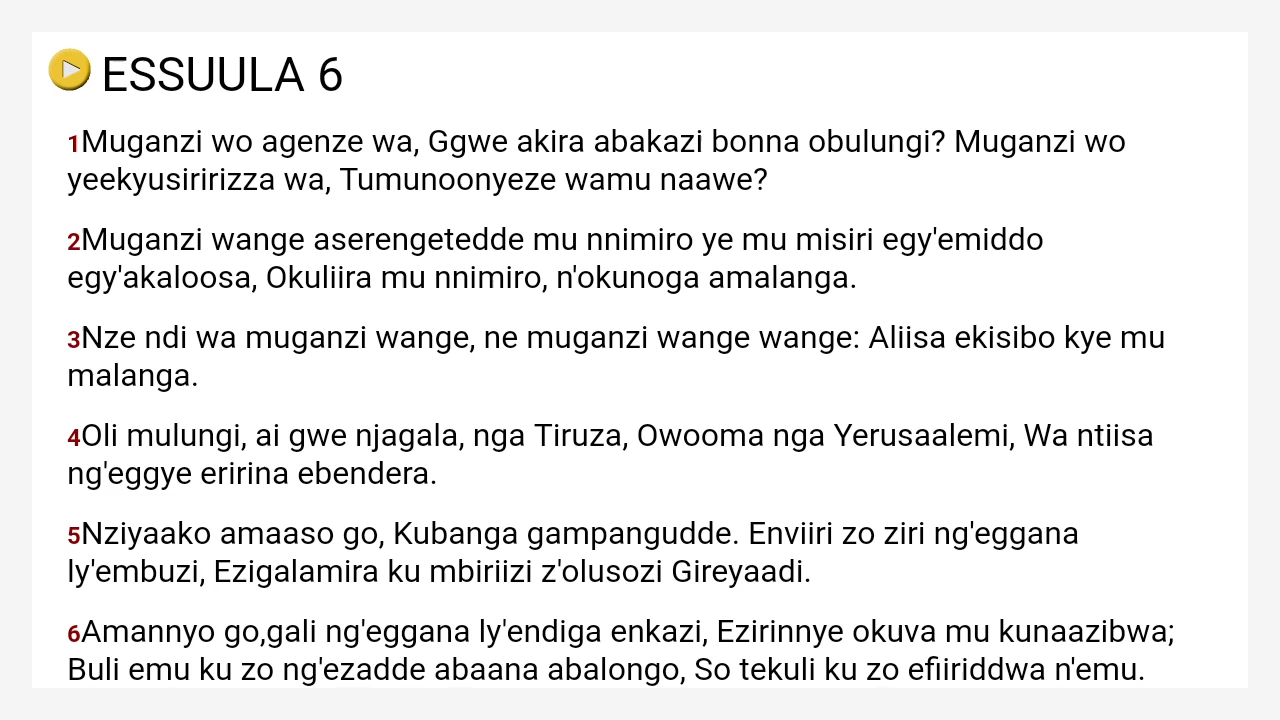 ESSUULA 6
1Muganzi wo agenze wa, Ggwe akira abakazi bonna obulungi? Muganzi wo
yeekyusiririzza wa, Tumunoonyeze wamu naawe?
2Muganzi wange aserengetedde mu nnimiro ye mu misiri egy'emiddo
egy'akaloosa, Okuliira mu nnimiro, n'okunoga amalanga.
3Nze ndi wa muganzi wange, ne muganzi wange wange: Aliisa ekisibo kye mu
malanga.
4Oli mulungi, ai gwe njagala, nga Tiruza, Owooma nga Yerusaalemi, Wa ntiisa
ng'eggye eririna ebendera.
5Nziyaako amaaso go, Kubanga gampangudde. Enviiri zo ziri ng'eggana
ly'embuzi, Ezigalamira ku mbiriizi z'olusozi Gireyaadi.
6Amannyo go,gali ng'eggana ly'endiga enkazi, Ezirinnye okuva mu kunaazibwa;
Buli emu ku zo ng'ezadde abaana abalongo, So tekuli ku zo efiiriddwa n'emu.